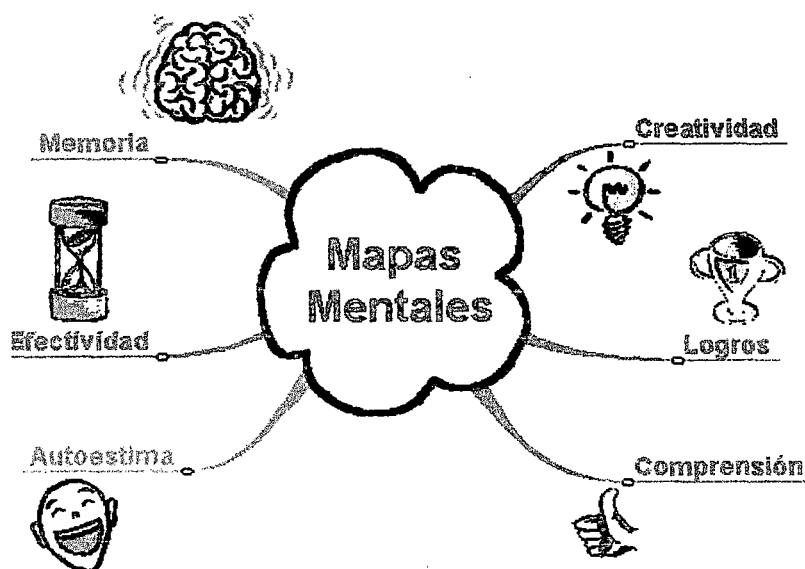 Memoria
Creatividad
Mapas
Mentales
Efectividad
Logros
Autoestima
Comprensión